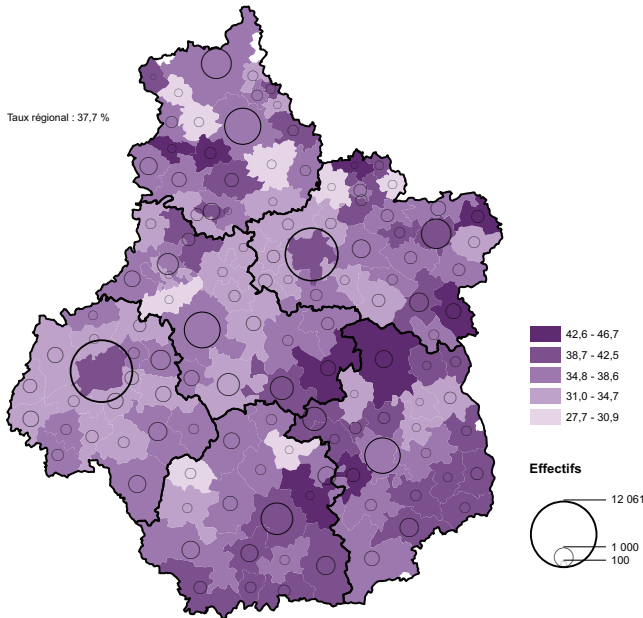 Taux régional : 37,7 %
42,6 - 46,7
38,7 - 42,5
34,8 - 38,6
31,0 - 34,7
27,7 - 30,9
Effectifs
12 061
1 000
100